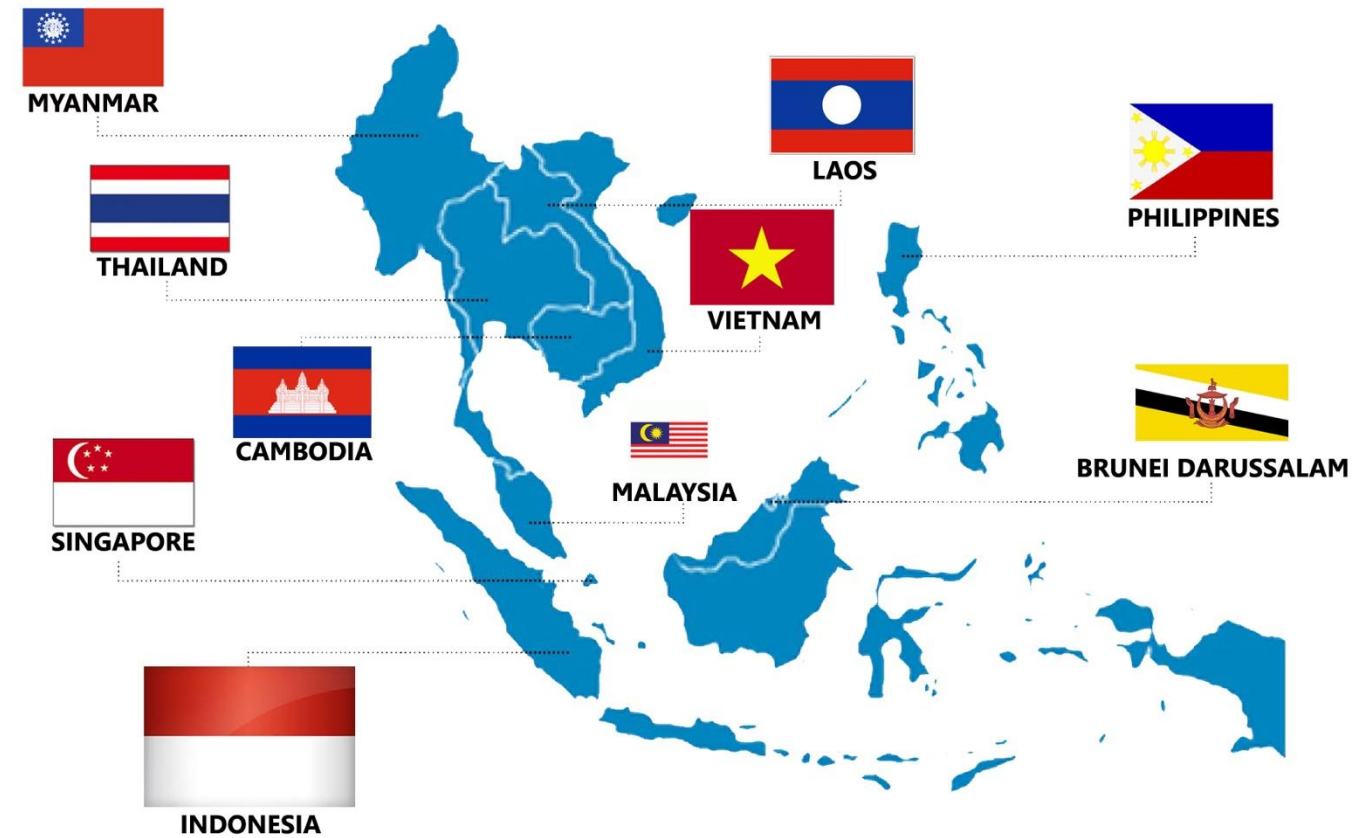 MYANMAR
LAOS
THAILAND
PHILIPPINES
VIETNAM
CAMBODIA
MALAYSIA
BRUNEI DARUSSALAM
SINGAPORE
INDONESIA